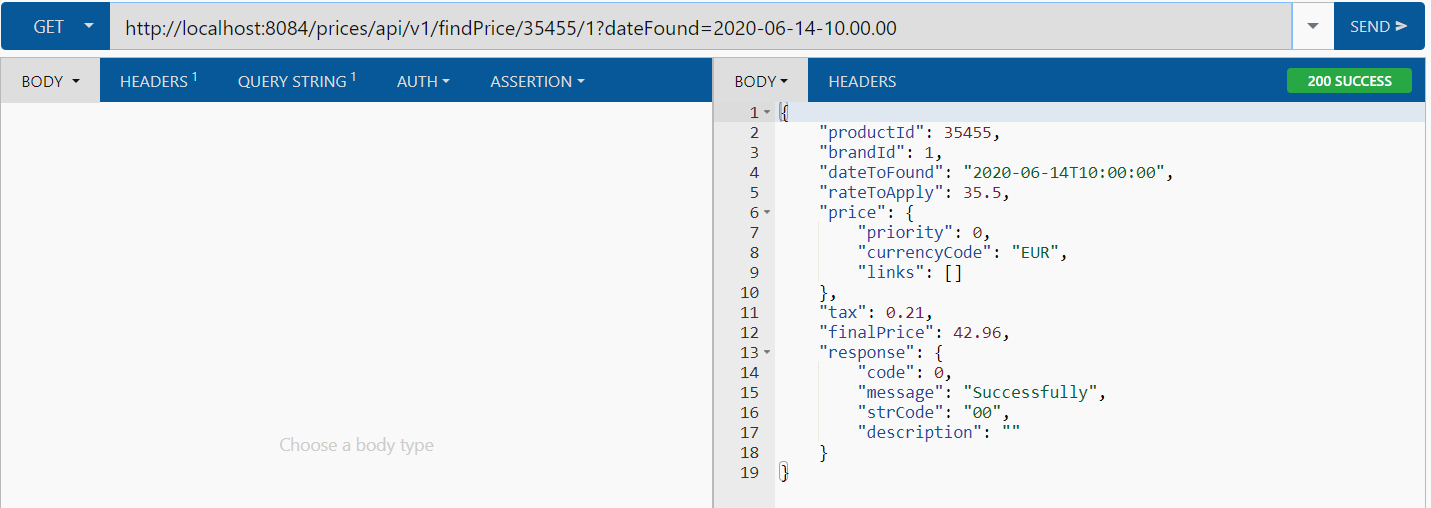 GET http://localhost:8084/prices/api/v1/findPrice/35455/1?dateFound=2020-06-14-10.00.00 SEND
BODY HEADERS 1 QUERY STRING 1 AUTH ASSERTION
Choose a body type
BODY HEADERS 200 SUCCESS
1 {
2 "productId": 35455,
3 "brandId": 1,
4 "dateToFound": "2020-06-14T10:00:00",
5 "rateToApply": 35.5,
6 "price": {
7 "priority": 0,
8 "currencyCode": "EUR",
9 "links": []
10 },
11 "tax": 0.21,
12 "finalPrice": 42.96,
13 "response": {
14 "code": 0,
15 "message": "Successfully",
16 "strCode": "00",
17 "description": ""
18 }
19 }